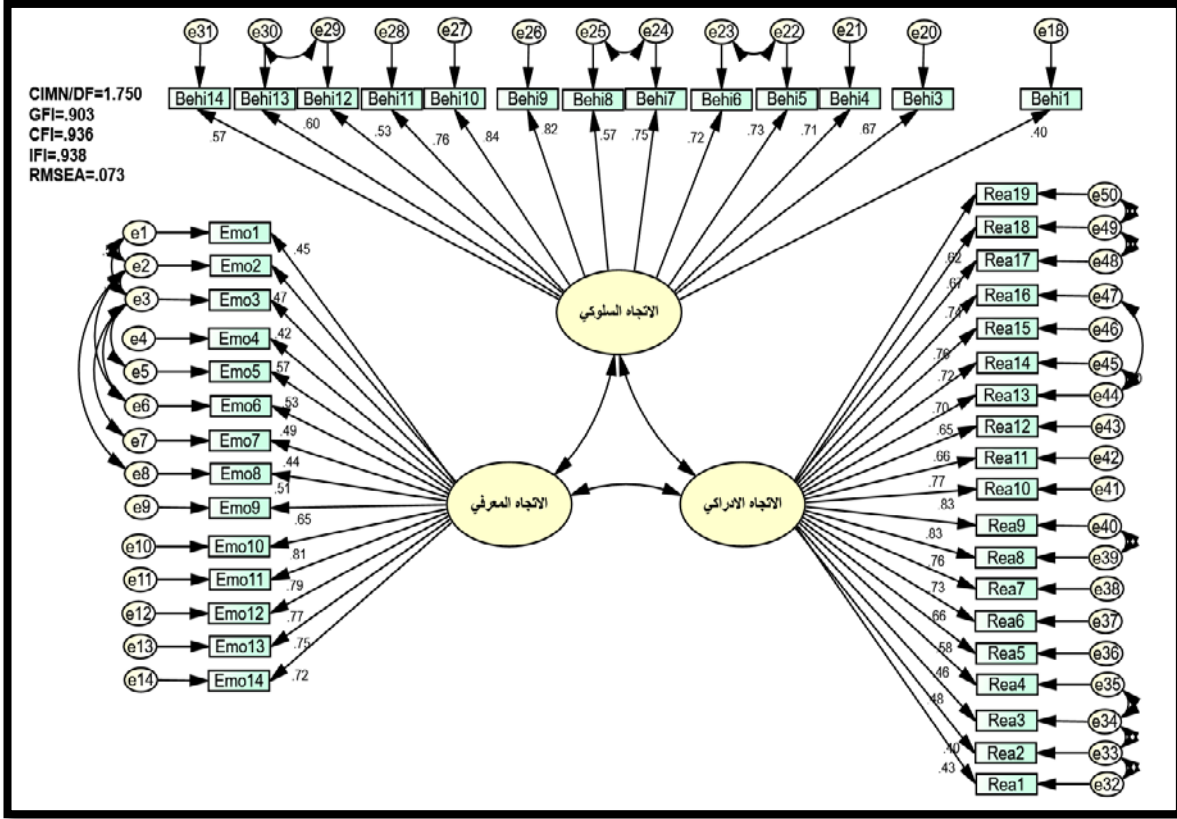 e31 e30 e29 e28 e27 e26 e25 e24 e23 e22 e21 e20 e18
Behi14 Behi13 Behi12 Behi11 Behi10 Behi9 Behi8 Behi7 Behi6 Behi5 Behi4 Behi3 Behi1
.57 .60 .53 .76 .84 .82 .57 .75 .72 .73 .71 .67 .40
CIMN/DF=1.750
GFI=.903
CFI=.936
IFI=.938
RMSEA=.073
الاتجاه السلوكي
الاتجاه المعرفي
الاتجاه الادراكي
e1 Emo1 .45
e2 Emo2
e3 Emo3 .47
e4 Emo4 .42
e5 Emo5 .57
e6 Emo6 .53
e7 Emo7 .49
e8 Emo8 .44
.51
e9 Emo9 .65
e10 Emo10 .81
e11 Emo11 .79
e12 Emo12 .77
e13 Emo13 .75
e14 Emo14 .72
Rea19 e50
.62 Rea18 e49
.67 Rea17 e48
.74 Rea16 e47
.76 Rea15 e46
.72 Rea14 e45
.70 Rea13 e44
.65 Rea12 e43
.66 Rea11 e42
.77 Rea10 e41
.83 Rea9 e40
.83 Rea8 e39
.76 Rea7 e38
.73 Rea6 e37
.66 Rea5 e36
.58 Rea4 e35
.46 Rea3 e34
.48 Rea2 e33
.40
.43 Rea1 e32